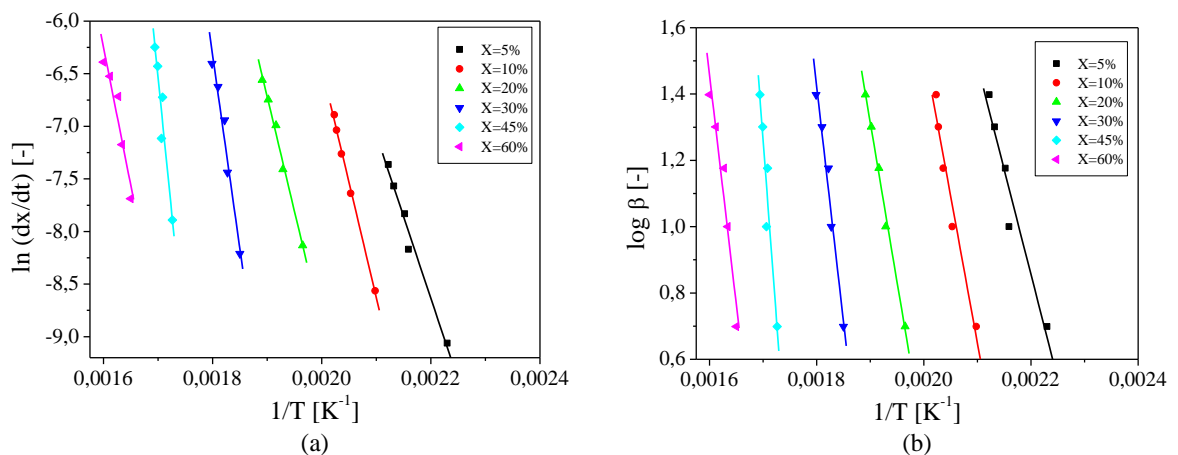 -6,0
-6,5
-7,0
-7,5
-8,0
-8,5
-9,0
ln (dx/dt) [-]
X=5%
X=10%
X=20%
X=30%
X=45%
X=60%
0,0016 0,0018 0,0020 0,0022 0,0024
1/T [K⁻¹]
(a)
1,6
1,4
1,2
1,0
0,8
0,6
log β [-]
X=5%
X=10%
X=20%
X=30%
X=45%
X=60%
0,0016 0,0018 0,0020 0,0022 0,0024
1/T [K⁻¹]
(b)